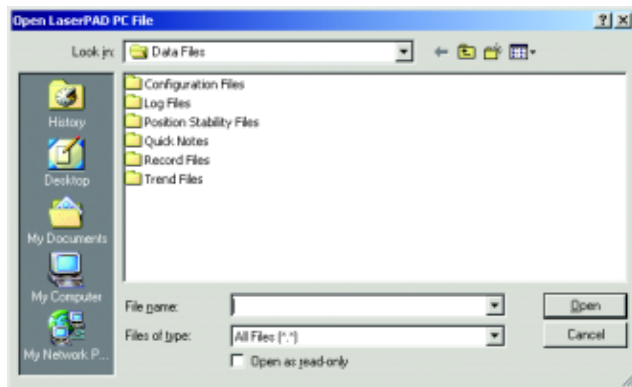 Open LaserPAD PC File
Look in: Data Files
History
Desktop
My Documents
My Computer
My Network P...
Configuration Files
Log Files
Position Stability Files
Quick Notes
Record Files
Trend Files
File name:
Open
Files of type: All Files (*.*)
Cancel
Open as read-only